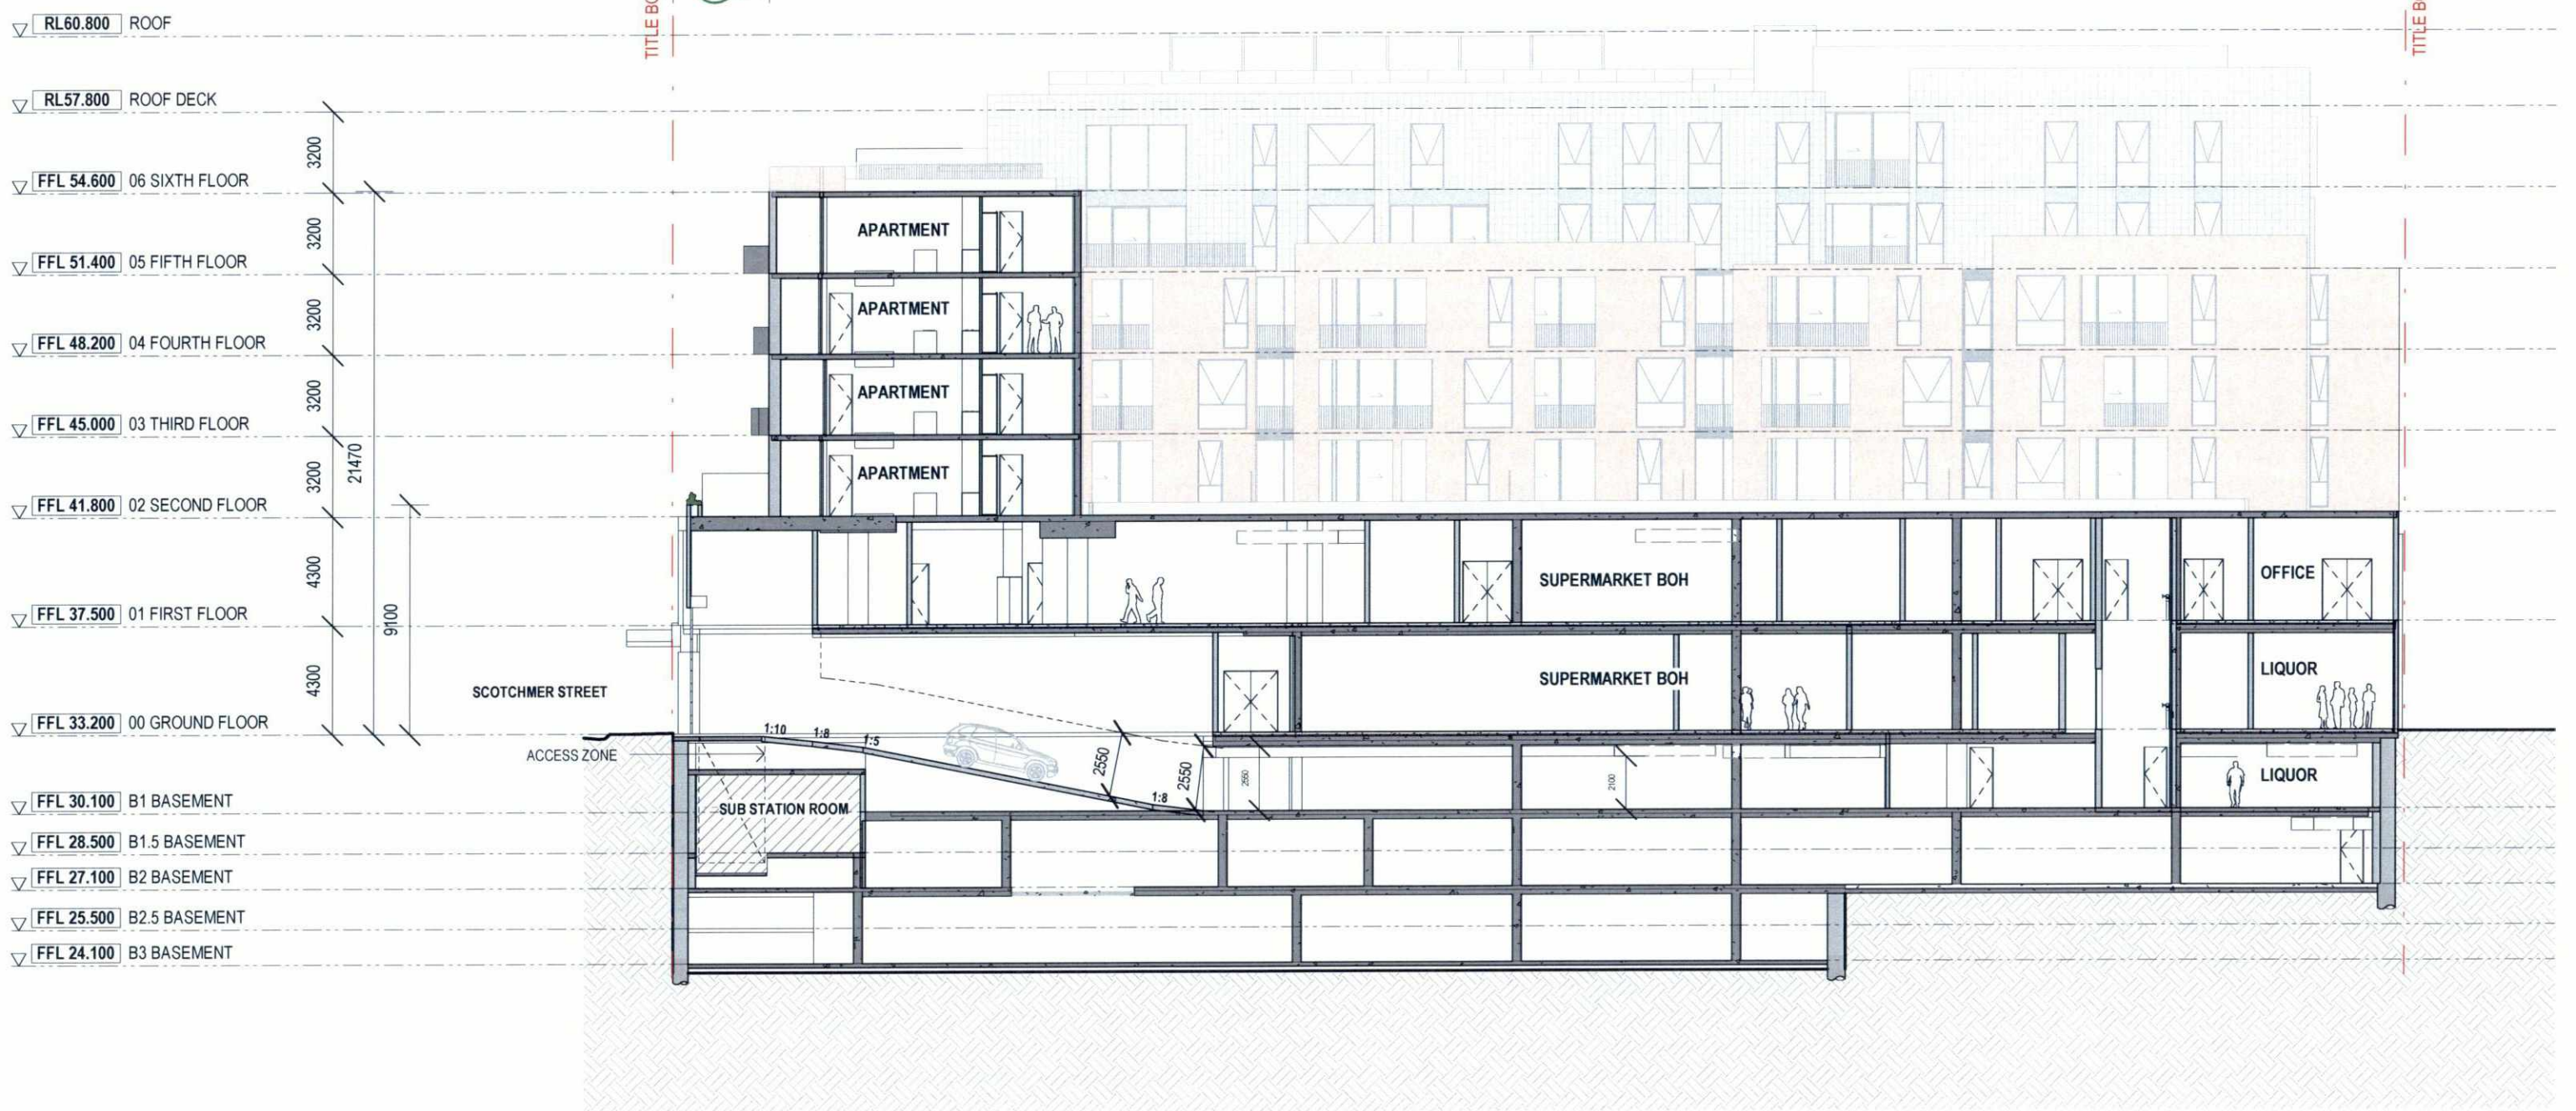 RL60.800 ROOF
TITLE BO
TITLE B
RL57.800 ROOF DECK
3200
FFL 54.600 06 SIXTH FLOOR
3200
APARTMENT
FFL 51.400 05 FIFTH FLOOR
3200
APARTMENT
FFL 48.200 04 FOURTH FLOOR
3200
APARTMENT
FFL 45.000 03 THIRD FLOOR
3200
21470
APARTMENT
FFL 41.800 02 SECOND FLOOR
4300
SUPERMARKET BOH
OFFICE
FFL 37.500 01 FIRST FLOOR
9100
4300
SCOTCHMER STREET
SUPERMARKET BOH
LIQUOR
FFL 33.200 00 GROUND FLOOR
1:10
1:8
1:5
ACCESS ZONE
2550
2550
2550
2100
LIQUOR
1:8
FFL 30.100 B1 BASEMENT
SUB STATION ROOM
FFL 28.500 B1.5 BASEMENT
FFL 27.100 B2 BASEMENT
FFL 25.500 B2.5 BASEMENT
FFL 24.100 B3 BASEMENT